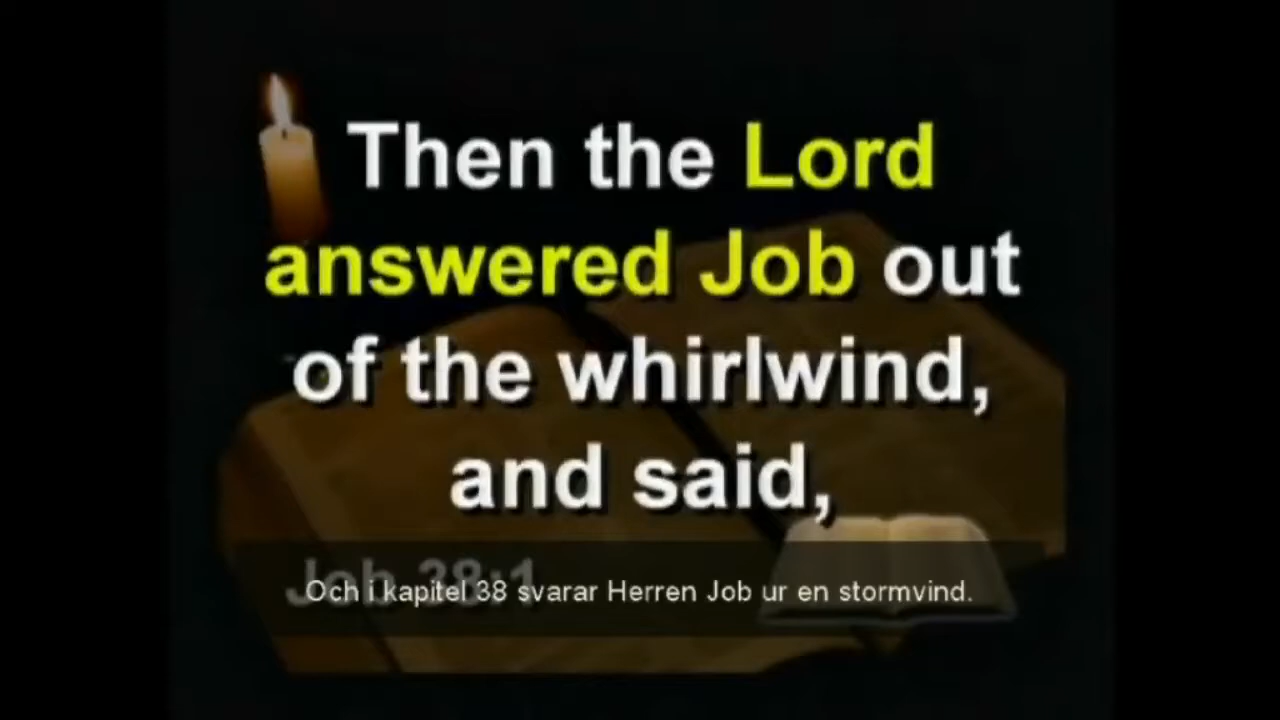 Then the Lord
answered Job out
of the whirlwind,
and said,
Job 38:1
Och i kapitel 38 svarar Herren Job ur en stormvind.